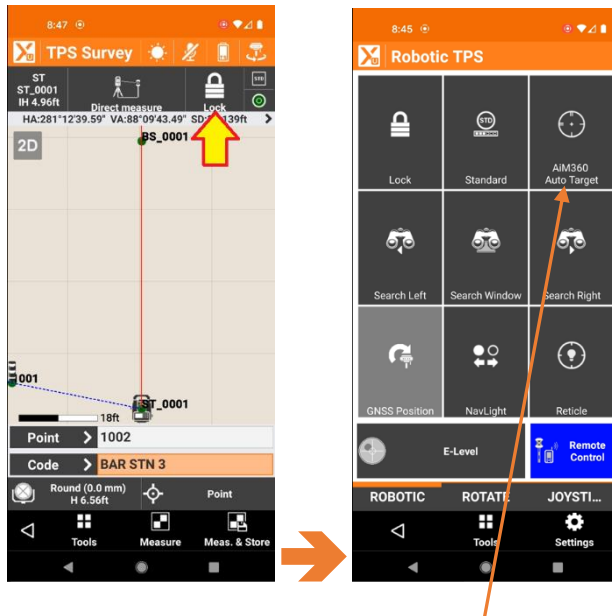 8:47
TPS Survey
ST
ST_0001
IH 4.96ft
Direct measure
Lock
STD
HA:281°12'39.59" VA:88°09'43.49" SD: 139ft
2D
BS_0001
001
ST_0001
18ft
Point 1002
Code BAR STN 3
Round (0.0 mm)
H 6.56ft
Point
Tools
Measure
Meas. & Store
8:45
Robotic TPS
Lock
STD
Standard
AiM360
Auto Target
Search Left
Search Window
Search Right
GNSS Position
NavLight
Reticle
E-Level
Remote
Control
ROBOTIC
ROTATE
JOYSTI...
Tools
Settings